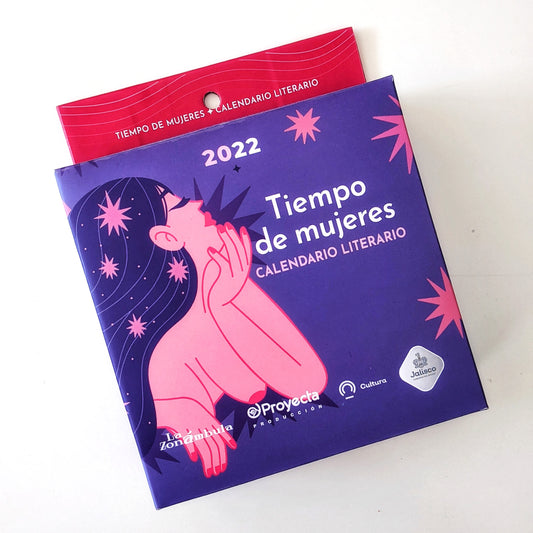 TIEMPO DE MUJERES ✦ CALENDARIO LITERARIO
2022
Tiempo
de mujeres
CALENDARIO LITERARIO
La
Zonámbula
Proyecta
PRODUCCIÓN
Cultura
Jalisco